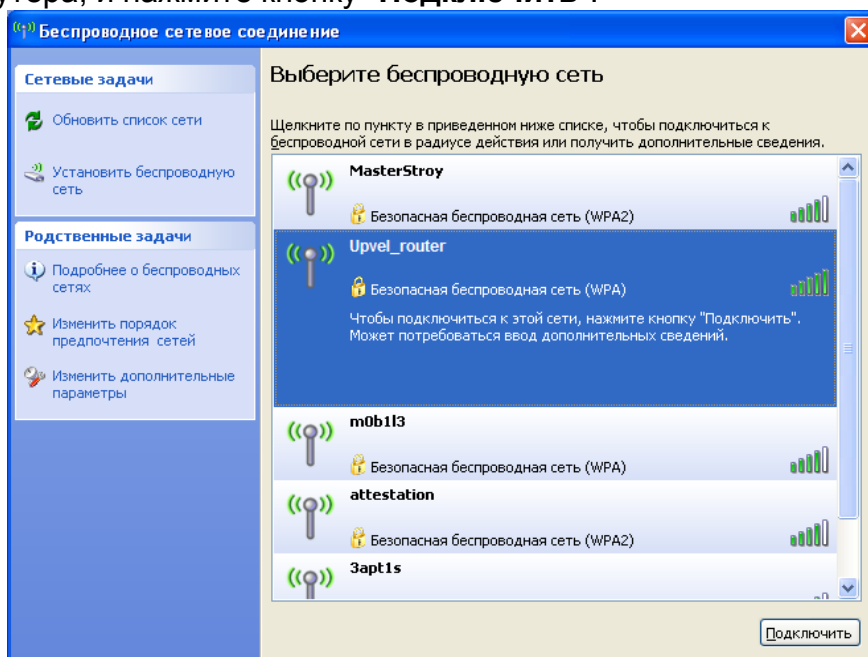 утера, и нажмите кнопку "Подключить".
Беспроводное сетевое соединение
Сетевые задачи
Обновить список сети
Установить беспроводную
сеть
Родственные задачи
Подробнее о беспроводных
сетях
Изменить порядок
предпочтения сетей
Изменить дополнительные
параметры
Выберите беспроводную сеть
Щелкните по пункту в приведенном ниже списке, чтобы подключиться к
беспроводной сети в радиусе действия или получить дополнительные сведения.
MasterStroy
Безопасная беспроводная сеть (WPA2)
Upvel_router
Безопасная беспроводная сеть (WPA)
Чтобы подключиться к этой сети, нажмите кнопку "Подключить".
Может потребоваться ввод дополнительных сведений.
m0b1l3
Безопасная беспроводная сеть (WPA)
attestation
Безопасная беспроводная сеть (WPA2)
3apt1s
Подключить